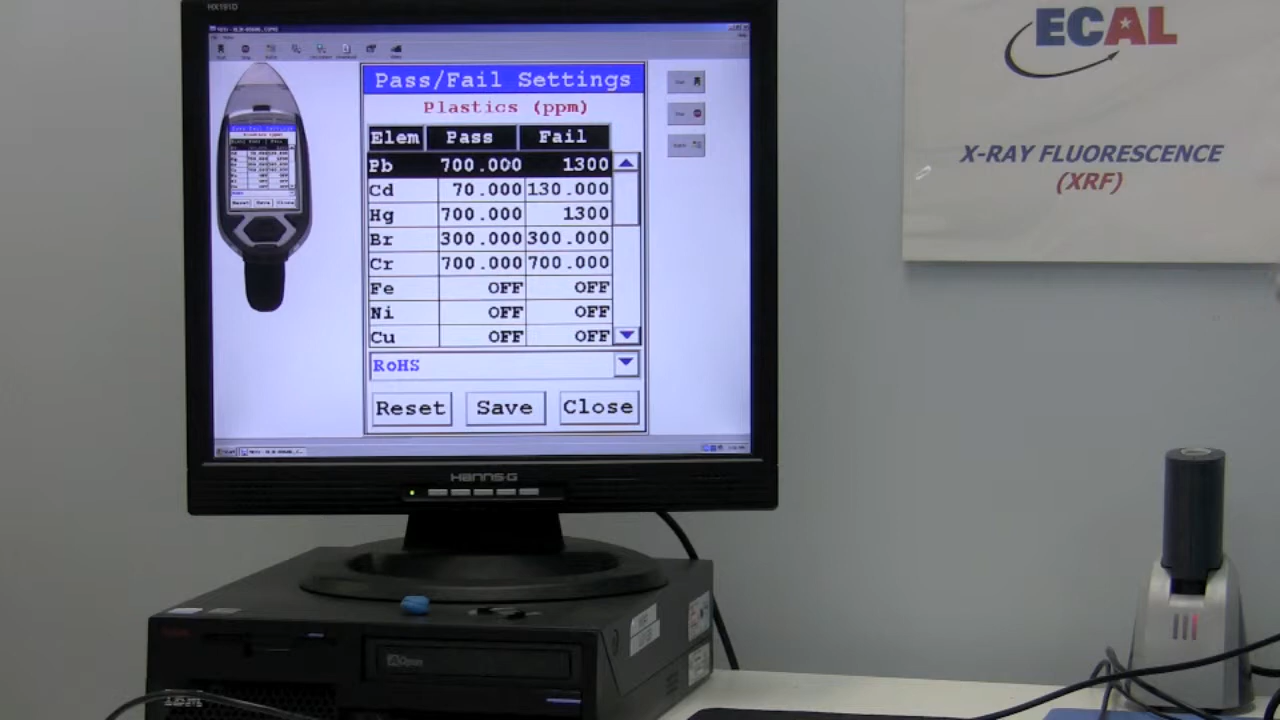 HX191D
ECAL
X-RAY FLUORESCENCE
(XRF)
Pass/Fail Settings
Plastics (ppm)
Elem Pass Fail
Pb 700.000 1300
Cd 70.000 130.000
Hg 700.000 1300
Br 300.000 300.000
Cr 700.000 700.000
Fe OFF OFF
Ni OFF OFF
Cu OFF OFF
RoHS
Reset Save Close
Hanns-G
IBM